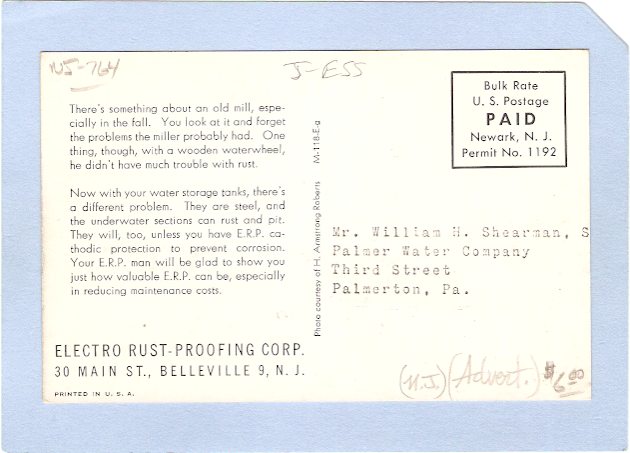 NJ-764
J-ESS
Bulk Rate
U. S. Postage
PAID
Newark, N. J.
Permit No. 1192
There's something about an old mill, espe-
cially in the fall. You look at it and forget
the problems the miller probably had. One
thing, though, with a wooden waterwheel,
he didn't have much trouble with rust.
Now with your water storage tanks, there's
a different problem. They are steel, and
the underwater sections can rust and pit.
They will, too, unless you have E.R.P. ca-
thodic protection to prevent corrosion.
Your E.R.P. man will be glad to show you
just how valuable E.R.P. can be, especially
in reducing maintenance costs.
Photo courtesy of H. Armstrong Roberts M-118-E-g
Mr. William H. Shearman, S
Palmer Water Company
Third Street
Palmerton, Pa.
ELECTRO RUST-PROOFING CORP.
30 MAIN ST., BELLEVILLE 9, N. J.
PRINTED IN U. S. A.
(N.J.) (Advert.) $6.00